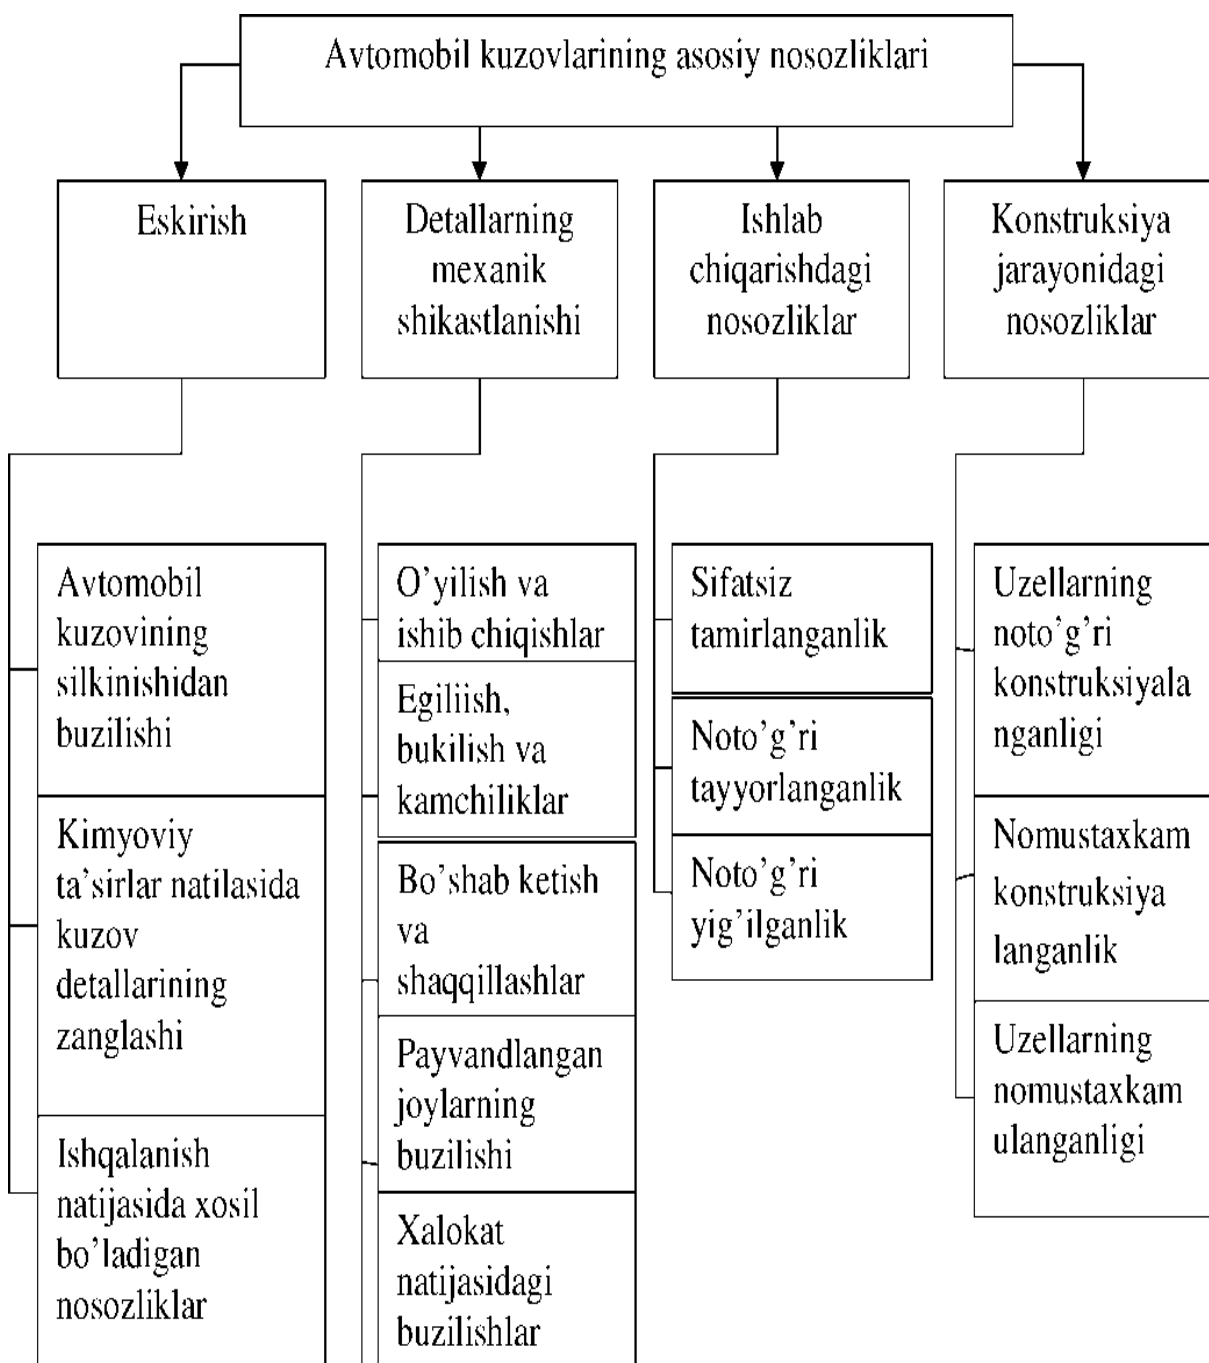 Avtomobil kuzovlarining asosiy nosozliklari
Eskirish
Detallarning
mexanik
shikastlanishi
Ishlab
chiqarishdagi
nosozliklar
Konstruksiya
jarayonidagi
nosozliklar
Avtomobil
kuzovining
silkinishidan
buzilishi
Kimyoviy
ta’sirlar natilasida
kuzov
detallarining
zanglashi
Ishqalanish
natijasida xosil
bo’ladigan
nosozliklar
O’yilish va
ishib chiqishlar
Egiliish,
bukilish va
kamchiliklar
Bo’shab ketish
va
shaqqillashlar
Payvandlangan
joylarning
buzilishi
Xalokat
natijasidagi
buzilishlar
Sifatsiz
tamirlanganlik
Noto’g’ri
tayyorlanganlik
Noto’g’ri
yig’ilganlik
Uzellarning
noto’g’ri
konstruksiyala
nganligi
Nomustaxkam
konstruksiya
langanlik
Uzellarning
nomustaxkam
ulanganligi